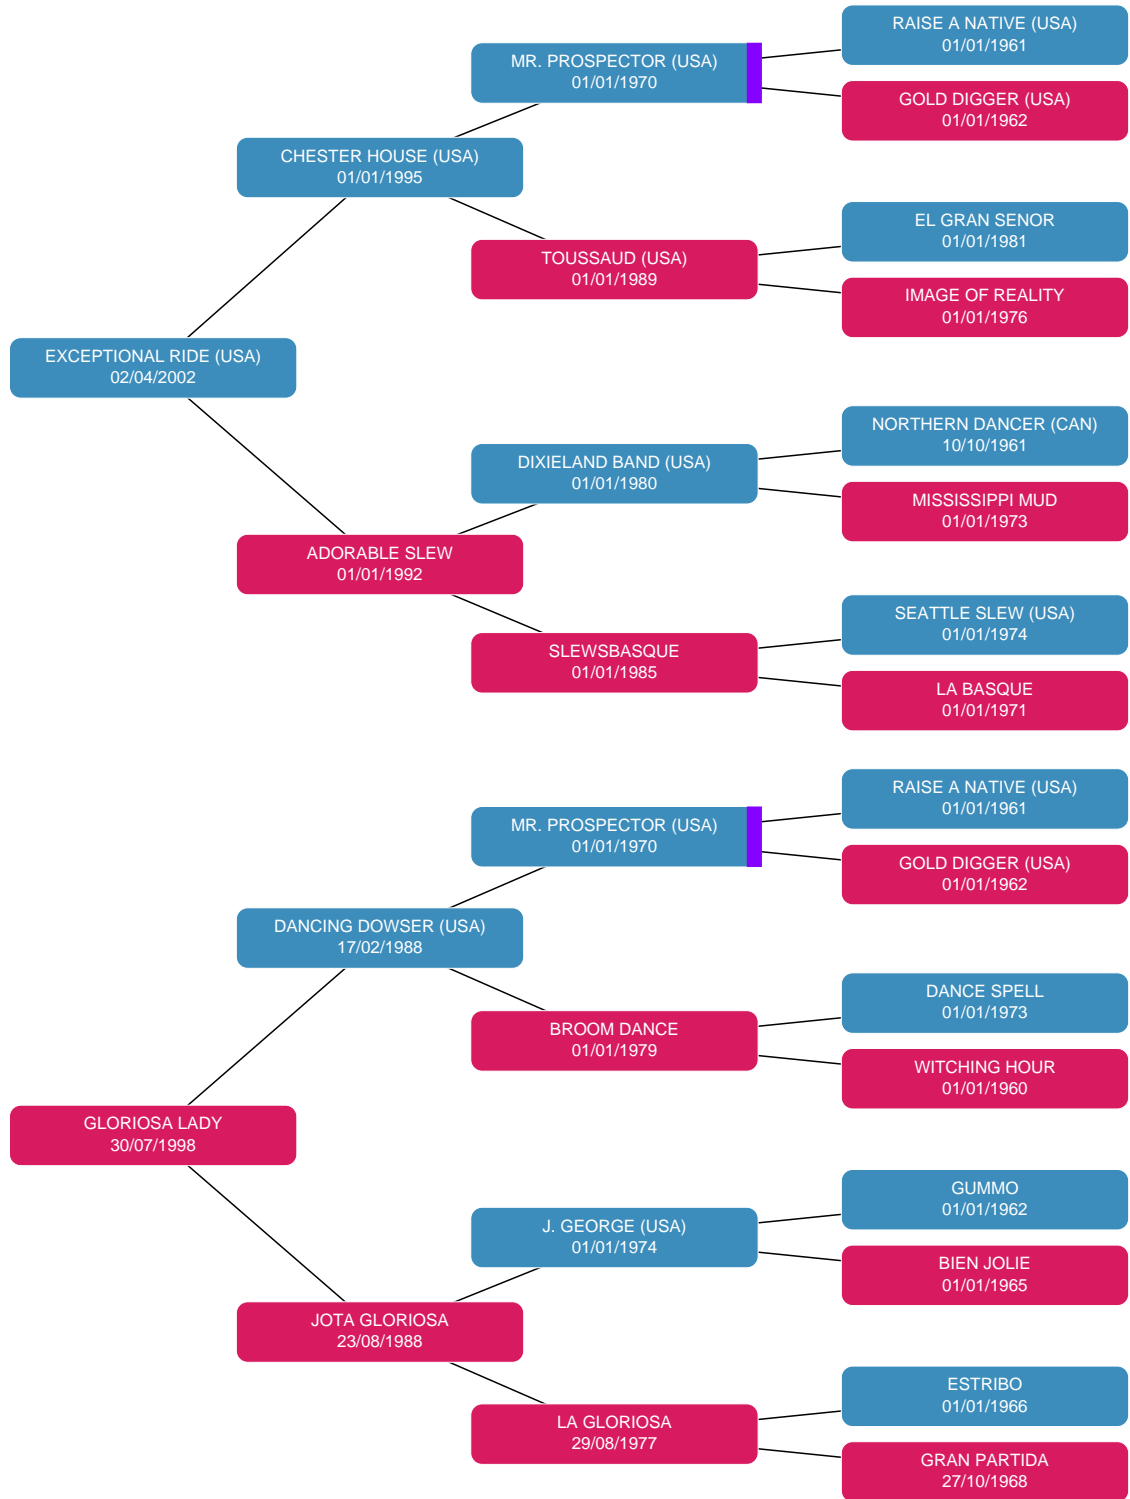 RAISE A NATIVE (USA)
01/01/1961
MR. PROSPECTOR (USA)
01/01/1970
GOLD DIGGER (USA)
01/01/1962
CHESTER HOUSE (USA)
01/01/1995
EL GRAN SENOR
01/01/1981
TOUSSAUD (USA)
01/01/1989
IMAGE OF REALITY
01/01/1976
EXCEPTIONAL RIDE (USA)
02/04/2002
NORTHERN DANCER (CAN)
10/10/1961
DIXIELAND BAND (USA)
01/01/1980
MISSISSIPPI MUD
01/01/1973
ADORABLE SLEW
01/01/1992
SEATTLE SLEW (USA)
01/01/1974
SLEWSBASQUE
01/01/1985
LA BASQUE
01/01/1971
RAISE A NATIVE (USA)
01/01/1961
MR. PROSPECTOR (USA)
01/01/1970
GOLD DIGGER (USA)
01/01/1962
DANCING DOWSER (USA)
17/02/1988
DANCE SPELL
01/01/1973
BROOM DANCE
01/01/1979
WITCHING HOUR
01/01/1960
GLORIOSA LADY
30/07/1998
GUMMO
01/01/1962
J. GEORGE (USA)
01/01/1974
BIEN JOLIE
01/01/1965
JOTA GLORIOSA
23/08/1988
ESTRIBO
01/01/1966
LA GLORIOSA
29/08/1977
GRAN PARTIDA
27/10/1968